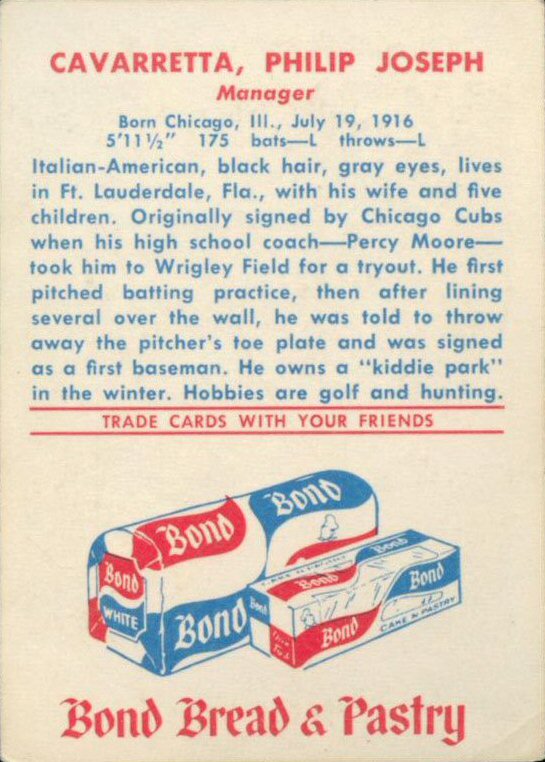 CAVARRETTA, PHILIP JOSEPH
Manager
Born Chicago, Ill., July 19, 1916
5'11½" 175 bats—L throws—L
Italian-American, black hair, gray eyes, lives
in Ft. Lauderdale, Fla., with his wife and five
children. Originally signed by Chicago Cubs
when his high school coach—Percy Moore—
took him to Wrigley Field for a tryout. He first
pitched batting practice, then after lining
several over the wall, he was told to throw
away the pitcher's toe plate and was signed
as a first baseman. He owns a "kiddie park"
in the winter. Hobbies are golf and hunting.
TRADE CARDS WITH YOUR FRIENDS
Bond
Bond
Bond
WHITE
Bond
CAKE N PASTRY
Bond
Bond
Bond
Bond
CAKE N PASTRY
Bond
Bond Bread & Pastry